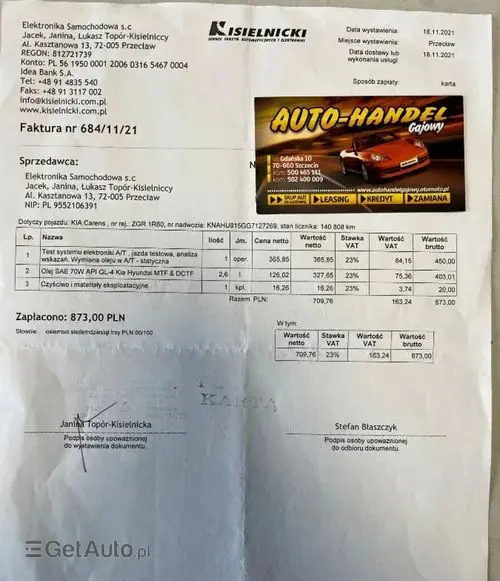 Elektronika Samochodowa s.c
Jacek, Janina, Lukasz Topór-Kisielniccy
Al. Kasztanowa 13, 72-005 Przecław
REGON: 812721739
Konto: PL 56 1950 0001 2006 0316 5467 0004
Idea Bank S.A.
Tel: +48 91 4835 540
Faks: +48 91 3117 002
info@kisielnicki.com.pl
www.kisielnicki.com.pl
KISIELNICKI
SERWIS SKRZYŃ AUTOMATYCZNYCH I ELEKTRONIKI
Data wystawienia: 18.11.2021
Miejsce wystawienia: Przecław
Data dostawy lub wykonania usługi: 18.11.2021
Sposób zapłaty: karta
Faktura nr 684/11/21
AUTO-HANDEL
Gajowy
ul. Gdańska 10
70-660 Szczecin
kom. 500 465 141
kom. 502 400 009
www.autohandelgajowy.otomoto.pl
SKUP AUT
LEASING
KREDYT
ZAMIANA
Sprzedawca:
N
Elektronika Samochodowa s.c
Jacek, Janina, Łukasz Topór-Kisielniccy
Al. Kasztanowa 13, 72-005 Przecław
NIP: PL 9552106391
Dotyczy pojazdu: KIA Carens , nr rej.: ZGR 1R60, nr nadwozia: KNAHU815GG7127269, stan licznika: 140 808 km
Lp. Nazwa Ilość Jm. Cena netto Wartość netto Stawka VAT Wartość VAT Wartość brutto
1 Test systemu elektroniki A/T , jazda testowa, analiza wskazań. Wymiana oleju w A/T - statyczna 1 oper. 365,85 365,85 23% 84,15 450,00
2 Olej SAE 70W API GL-4 Kia Hyundai MTF & DCTF 2,6 l. 126,02 327,65 23% 75,36 403,01
3 Czyściwo i materiały eksploatacyjne 1 kpl. 16,26 16,26 23% 3,74 20,00
Razem PLN: 709,76 163,24 873,00
Zapłacono: 873,00 PLN
Słownie: osiemset siedemdziesiąt trzy PLN 00/100
W tym:
Wartość netto Stawka VAT Wartość VAT Wartość brutto
709,76 23% 163,24 873,00
KARTA
Janina Topór-Kisielnicka
Podpis osoby upoważnionej
do wystawienia dokumentu.
Stefan Błaszczyk
Podpis osoby upoważnionej
do odbioru dokumentu.
GetAuto.pl